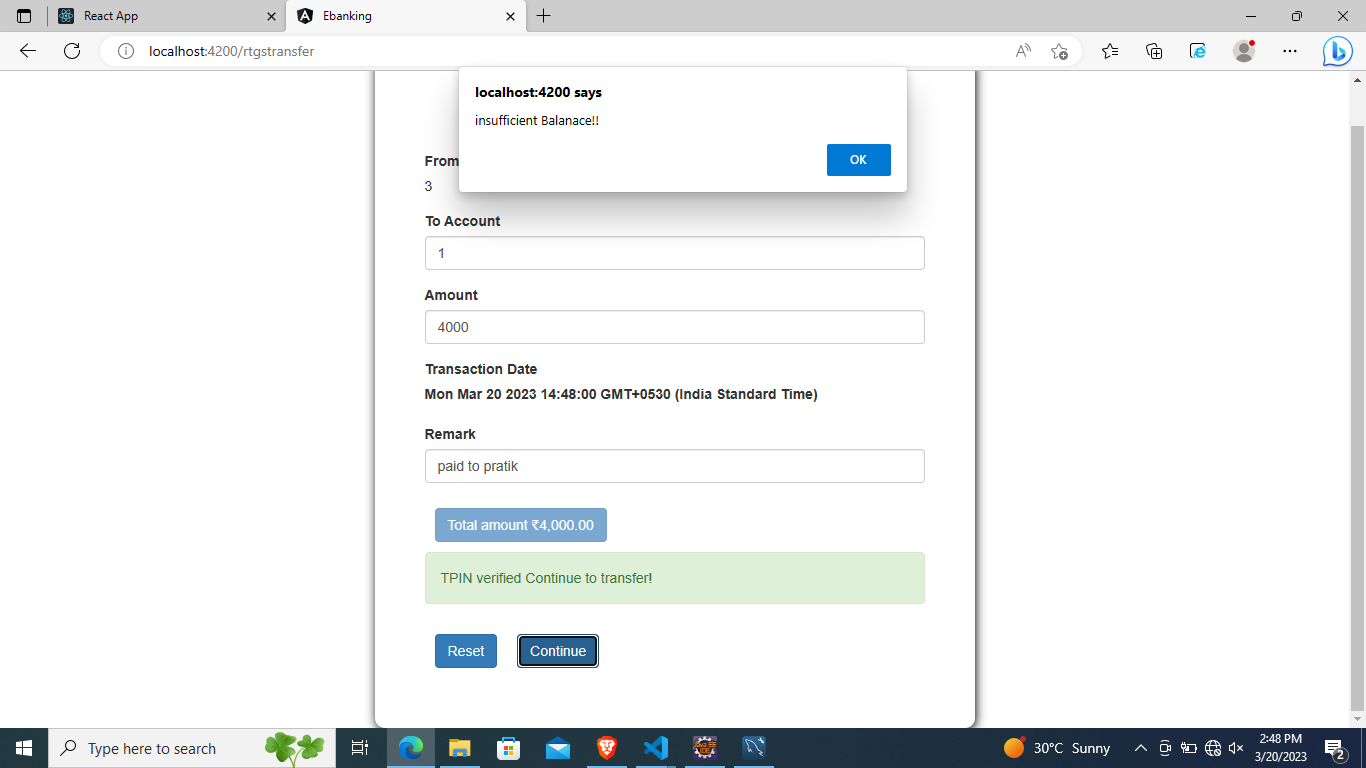 React App
Ebanking
localhost:4200/rtgstransfer
localhost:4200 says
insufficient Balanace!!
OK
From
3
To Account
1
Amount
4000
Transaction Date
Mon Mar 20 2023 14:48:00 GMT+0530 (India Standard Time)
Remark
paid to pratik
Total amount ₹4,000.00
TPIN verified Continue to transfer!
Reset
Continue
Type here to search
30°C Sunny
2:48 PM
3/20/2023
2